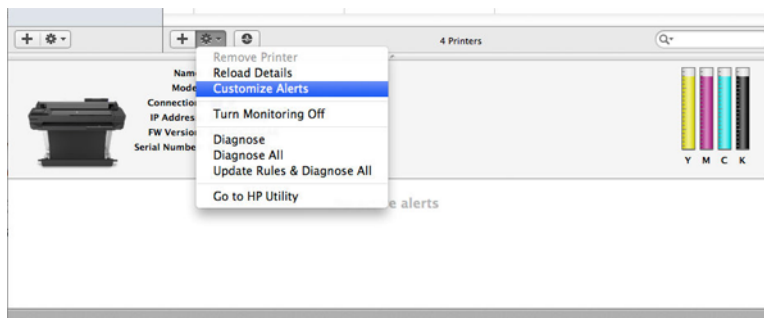 4 Printers
Remove Printer
Reload Details
Customize Alerts
Turn Monitoring Off
Diagnose
Diagnose All
Update Rules & Diagnose All
Go to HP Utility
Nam
Mode
Connectio
IP Addres
FW Versio
Serial Numbe
Y M C K
e alerts